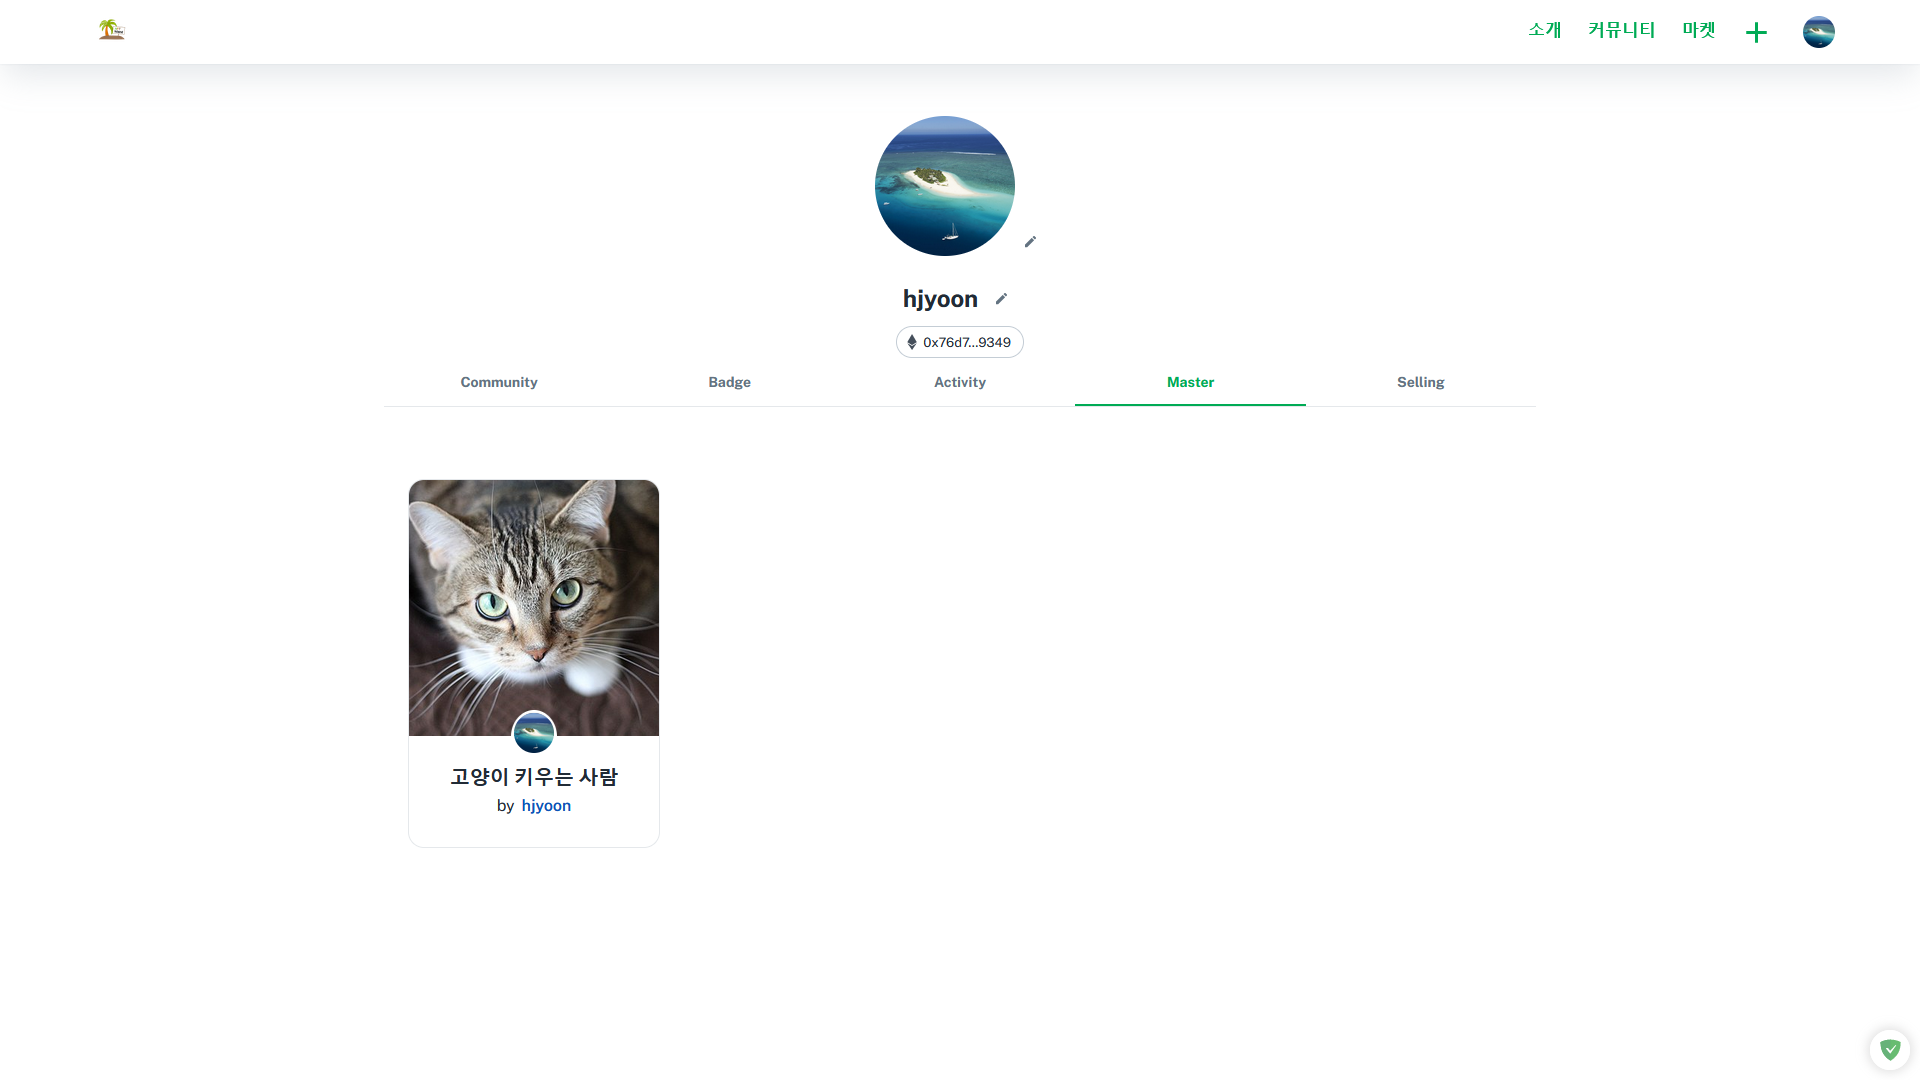 소개 커뮤니티 마켓
hjyoon
0x76d7...9349
Community Badge Activity Master Selling
고양이 키우는 사람
by hjyoon